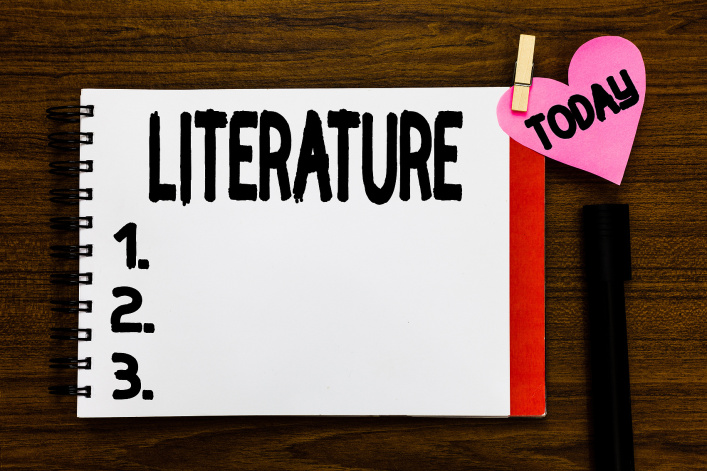 LITERATURE
TODAY
1.
2.
3.